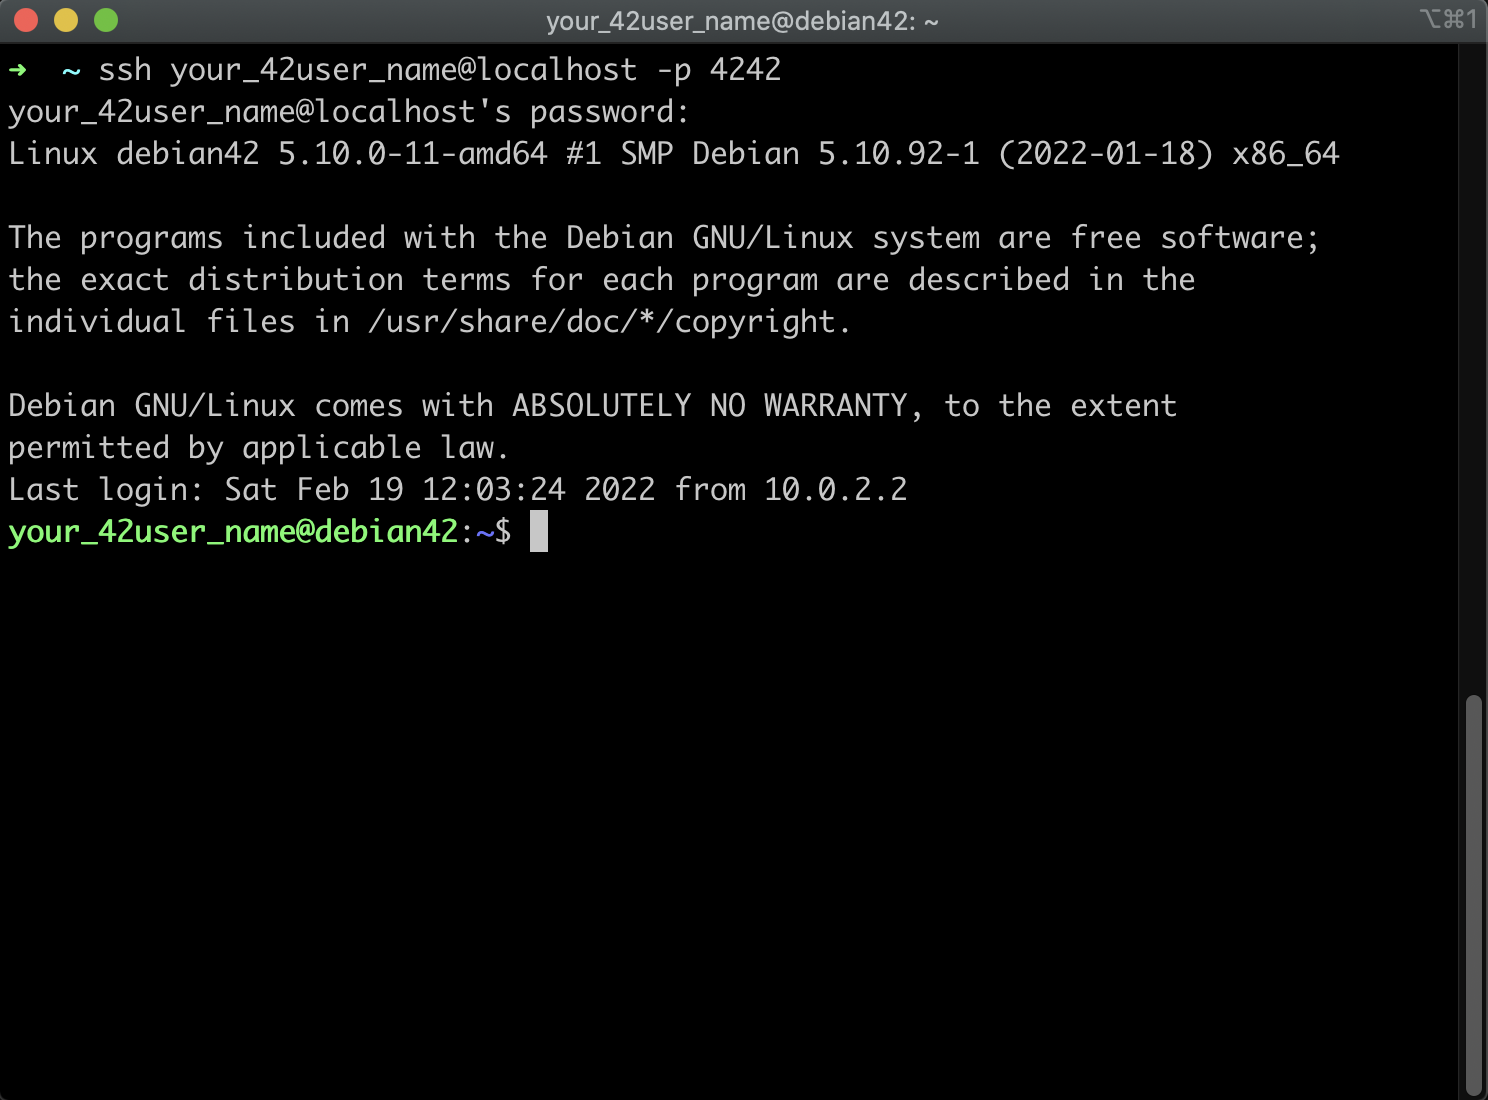 your_42user_name@debian42: ~
⌥⌘1
➜  ~ ssh your_42user_name@localhost -p 4242
your_42user_name@localhost's password:
Linux debian42 5.10.0-11-amd64 #1 SMP Debian 5.10.92-1 (2022-01-18) x86_64
The programs included with the Debian GNU/Linux system are free software;
the exact distribution terms for each program are described in the
individual files in /usr/share/doc/*/copyright.
Debian GNU/Linux comes with ABSOLUTELY NO WARRANTY, to the extent
permitted by applicable law.
Last login: Sat Feb 19 12:03:24 2022 from 10.0.2.2
your_42user_name@debian42:~$